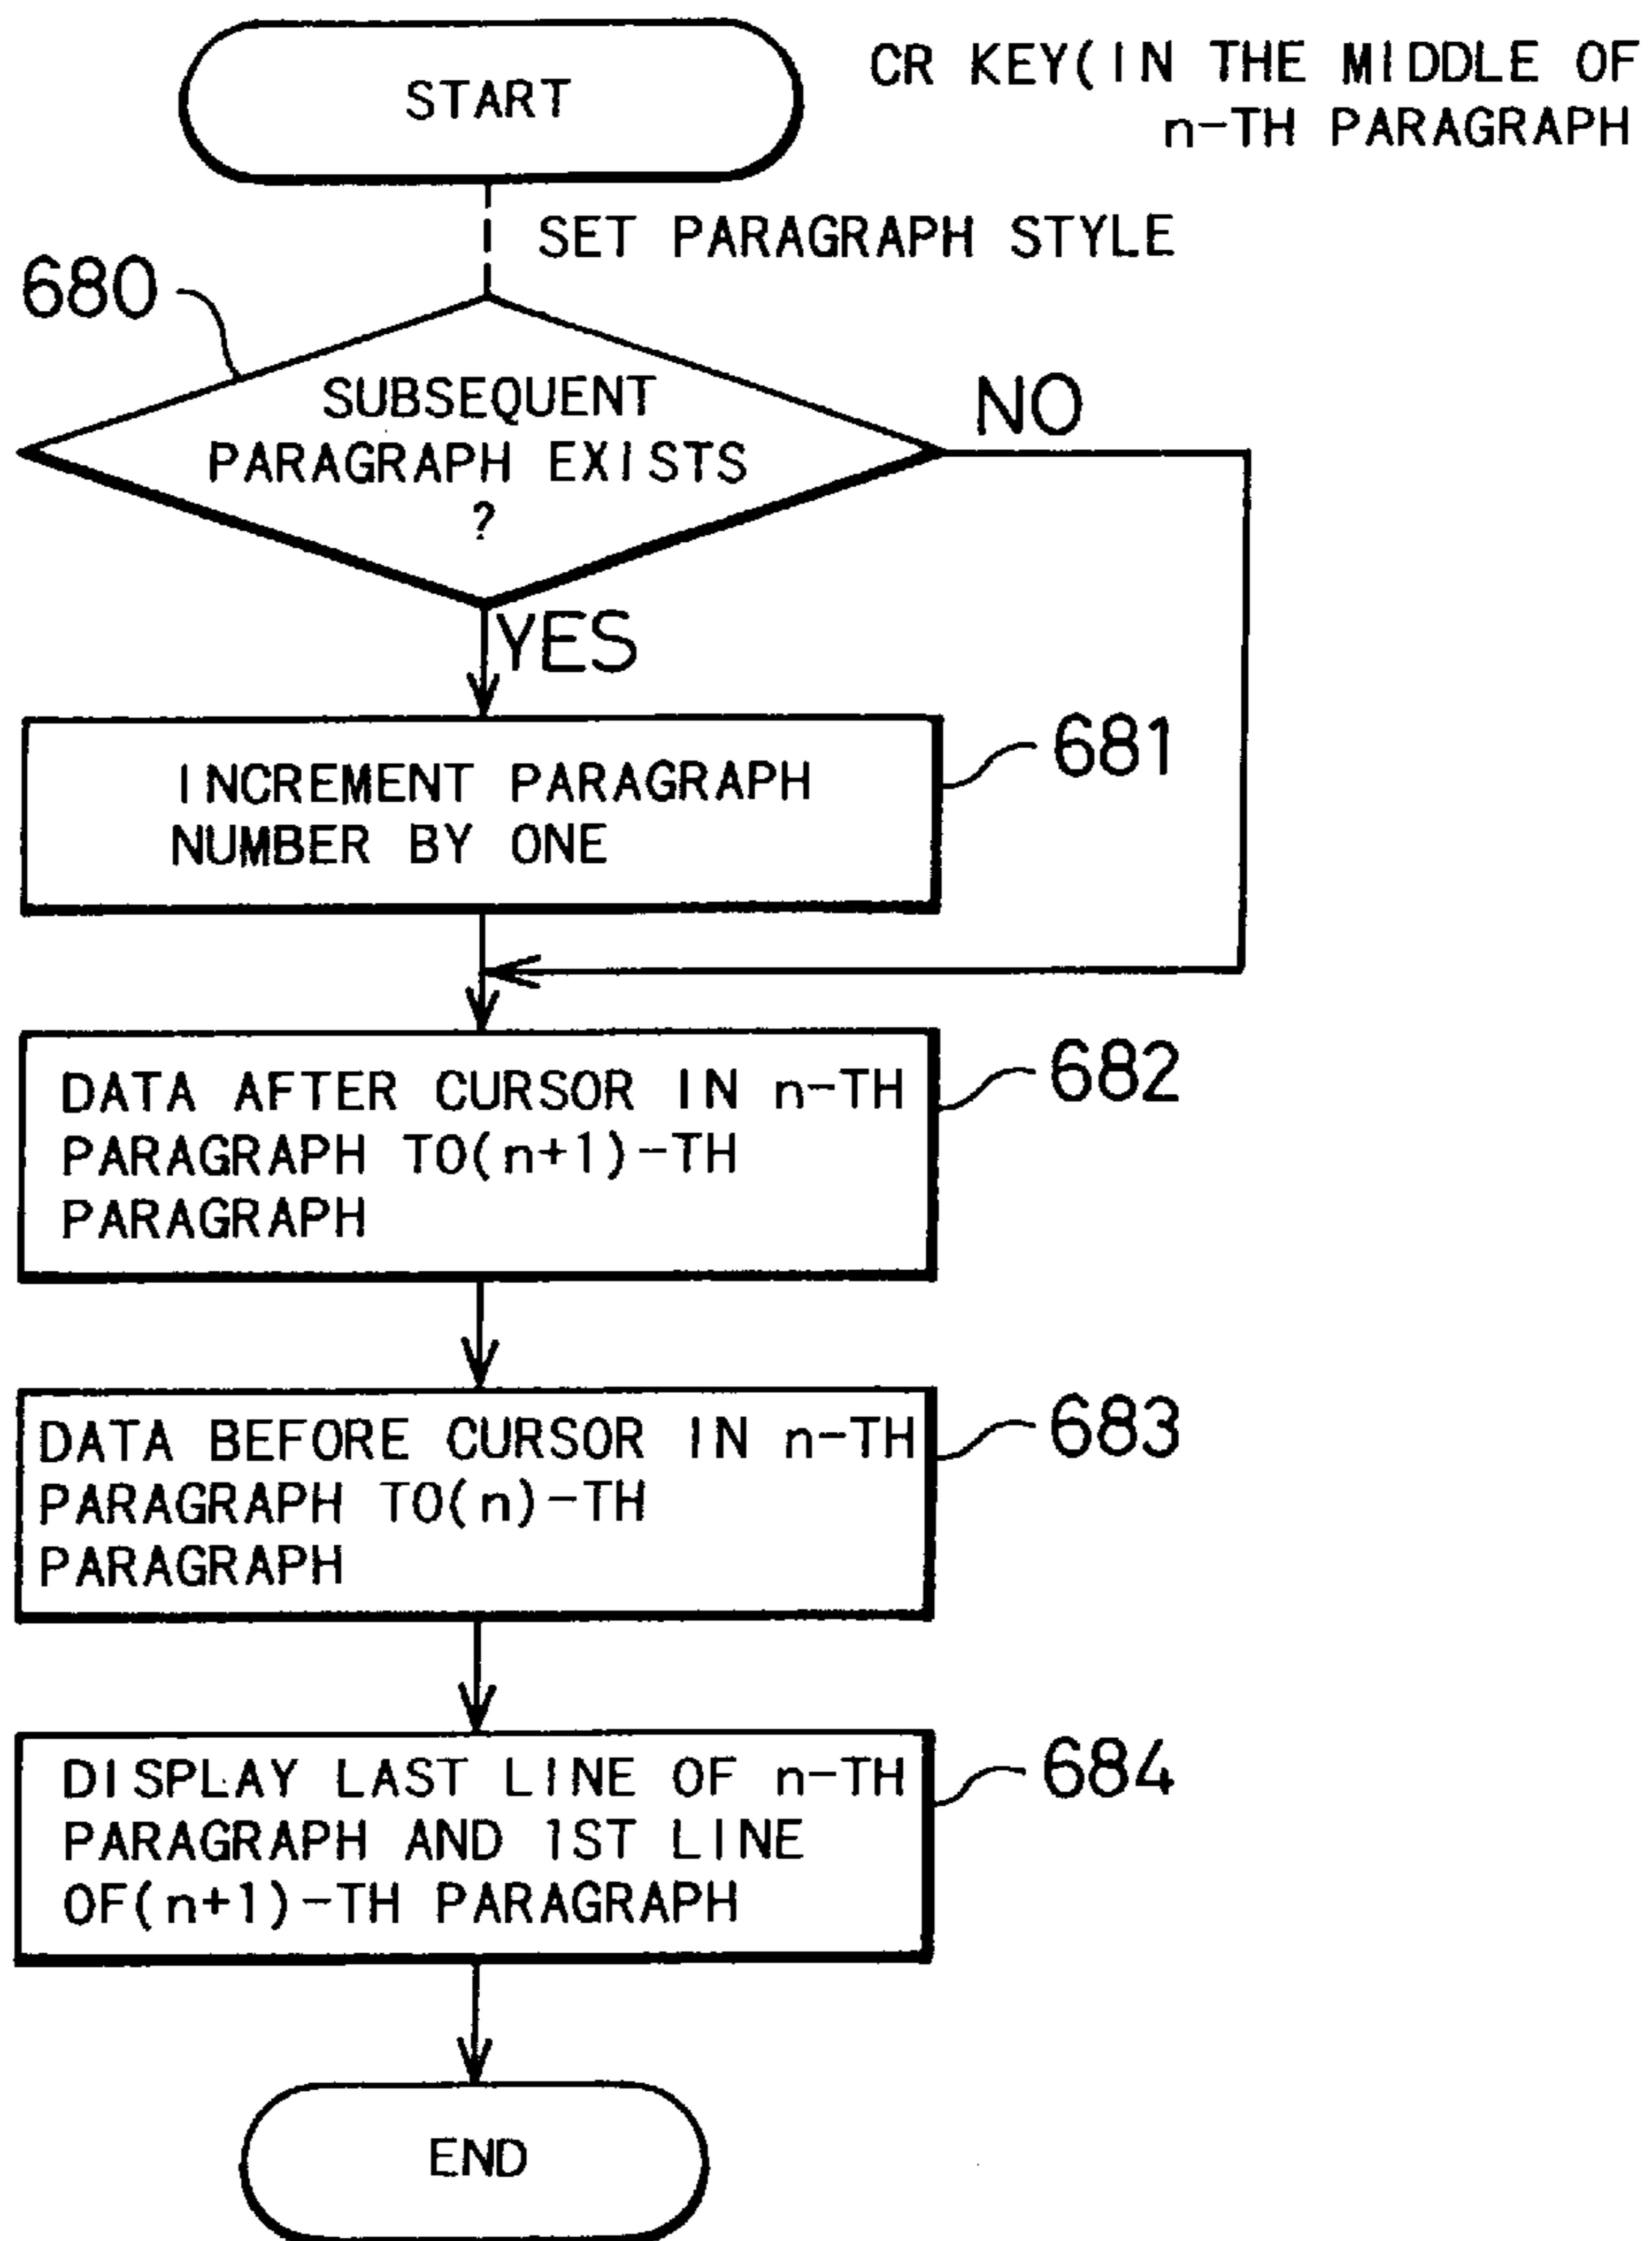 START
CR KEY(IN THE MIDDLE OF
n-TH PARAGRAPH
SET PARAGRAPH STYLE
680
SUBSEQUENT
PARAGRAPH EXISTS
?
NO
YES
INCREMENT PARAGRAPH
NUMBER BY ONE
681
DATA AFTER CURSOR IN n-TH
PARAGRAPH TO(n+1)-TH
PARAGRAPH
682
DATA BEFORE CURSOR IN n-TH
PARAGRAPH TO(n)-TH
PARAGRAPH
683
DISPLAY LAST LINE OF n-TH
PARAGRAPH AND 1ST LINE
OF(n+1)-TH PARAGRAPH
684
END